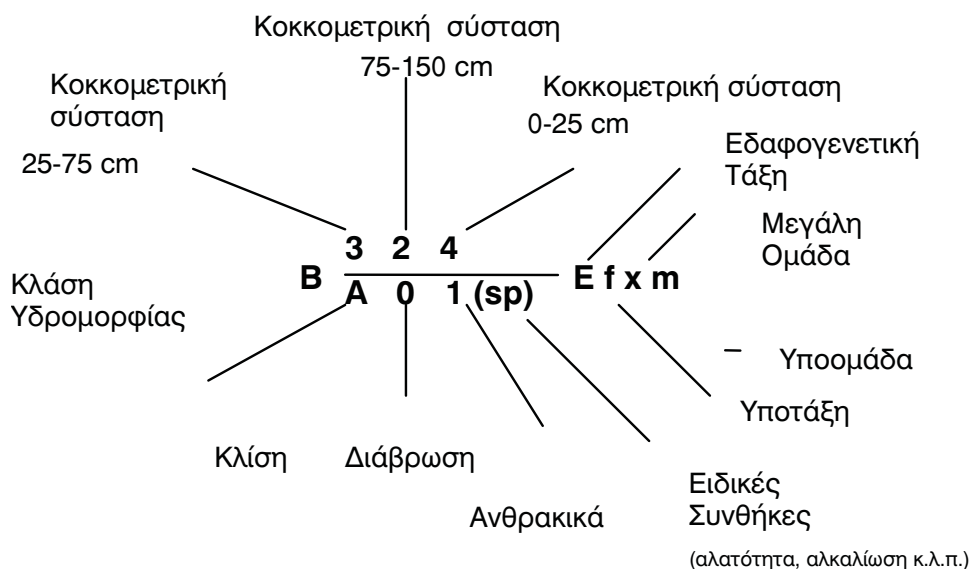 Κοκκομετρική σύσταση
75-150 cm
Κοκκομετρική
σύσταση
25-75 cm
Κοκκομετρική σύσταση
0-25 cm
Εδαφογενετική
Τάξη
Μεγάλη
Ομάδα
3 2 4
B
E f x m
A 0 1 (sp)
Κλάση
Υδρομορφίας
Υποομάδα
Υποτάξη
Κλίση
Διάβρωση
Ανθρακικά
Ειδικές
Συνθήκες
(αλατότητα, αλκαλίωση κ.λ.π.)